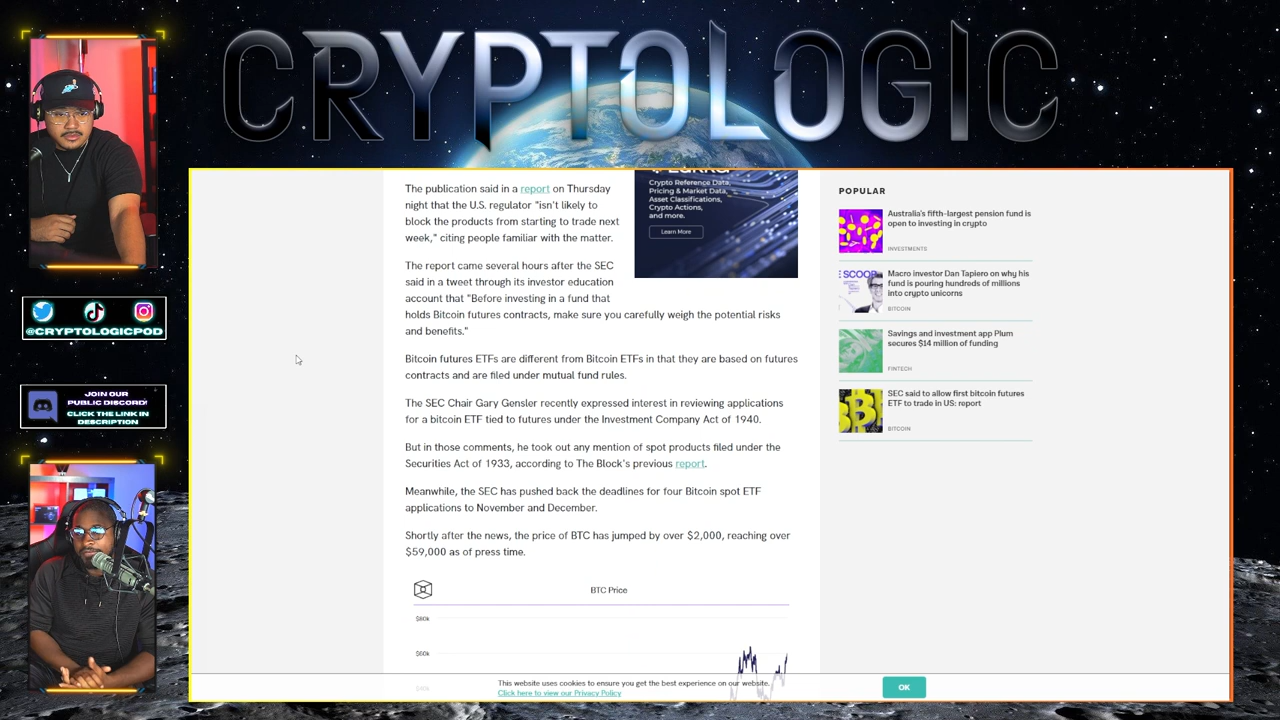 CRYPTOLOGIC
@CRYPTOLOGICPOD
JOIN OUR
PUBLIC DISCORD!
CLICK THE LINK IN
DESCRIPTION
The publication said in a report on Thursday
night that the U.S. regulator "isn't likely to
block the products from starting to trade next
week," citing people familiar with the matter.
The report came several hours after the SEC
said in a tweet through its investor education
account that "Before investing in a fund that
holds Bitcoin futures contracts, make sure you carefully weigh the potential risks
and benefits."
Bitcoin futures ETFs are different from Bitcoin ETFs in that they are based on futures
contracts and are filed under mutual fund rules.
The SEC Chair Gary Gensler recently expressed interest in reviewing applications
for a bitcoin ETF tied to futures under the Investment Company Act of 1940.
But in those comments, he took out any mention of spot products filed under the
Securities Act of 1933, according to The Block's previous report.
Meanwhile, the SEC has pushed back the deadlines for four Bitcoin spot ETF
applications to November and December.
Shortly after the news, the price of BTC has jumped by over $2,000, reaching over
$59,000 as of press time.
BTC Price
$80k
$60k
Crypto Reference Data,
Pricing & Market Data,
Asset Classifications,
Crypto Actions,
and more.
Learn More
POPULAR
Australia's fifth-largest pension fund is
open to investing in crypto
INVESTMENTS
E SCOOP
Macro investor Dan Tapiero on why his
fund is pouring hundreds of millions
into crypto unicorns
BITCOIN
Savings and investment app Plum
secures $14 million of funding
FINTECH
SEC said to allow first bitcoin futures
ETF to trade in US: report
BITCOIN
This website uses cookies to ensure you get the best experience on our website.
Click here to view our Privacy Policy
OK